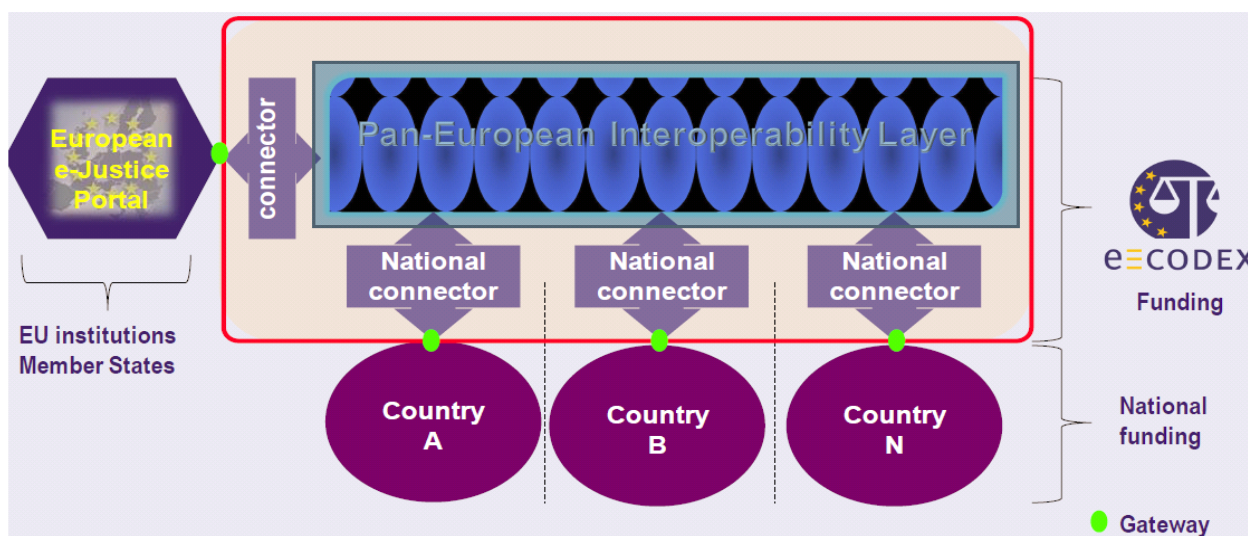 European
e-Justice
Portal
connector
Pan-European Interoperability Layer
National
connector
National
connector
National
connector
EU institutions
Member States
Country
A
Country
B
Country
N
eΞCODEX
Funding
National
funding
Gateway